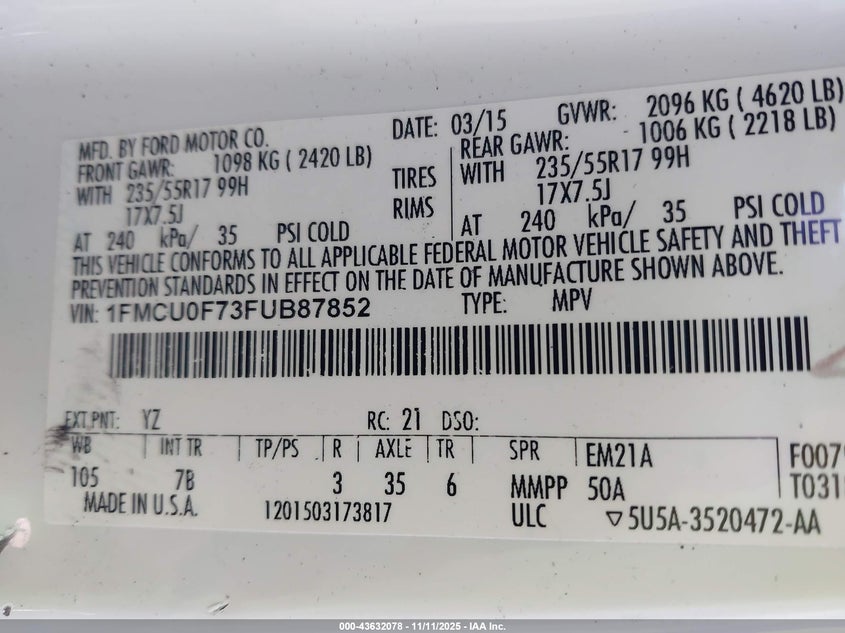 MFD. BY FORD MOTOR CO.
DATE: 03/15 GVWR: 2096 KG ( 4620 LB)
FRONT GAWR: 1098 KG ( 2420 LB) REAR GAWR: 1006 KG ( 2218 LB)
WITH 235/55R17 99H TIRES WITH 235/55R17 99H
17X7.5J RIMS 17X7.5J
AT 240 kPa/ 35 PSI COLD AT 240 kPa/ 35 PSI COLD
THIS VEHICLE CONFORMS TO ALL APPLICABLE FEDERAL MOTOR VEHICLE SAFETY AND THEFT
PREVENTION STANDARDS IN EFFECT ON THE DATE OF MANUFACTURE SHOWN ABOVE.
VIN: 1FMCU0F73FUB87852 TYPE: MPV
EXT PNT: YZ RC: 21 DSO:
WB INT TR TP/PS R AXLE TR SPR EM21A
105 7B 3 35 6 MMPP 50A
MADE IN U.S.A. 1201503173817 ULC ▽5U5A-3520472-AA
000-43632078 - 11/11/2025 - IAA Inc.